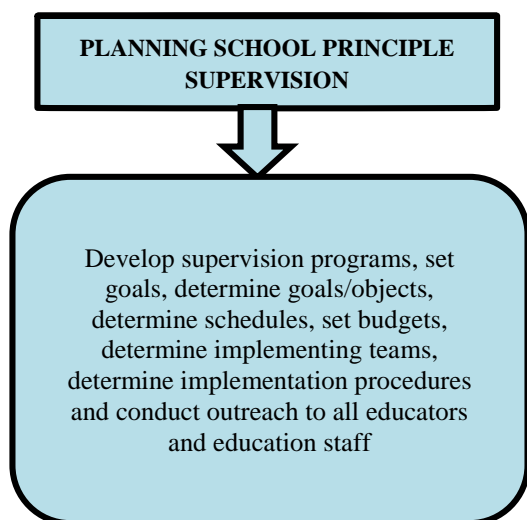 PLANNING SCHOOL PRINCIPLE
SUPERVISION
Develop supervision programs, set
goals, determine goals/objects,
determine schedules, set budgets,
determine implementing teams,
determine implementation procedures
and conduct outreach to all educators
and education staff